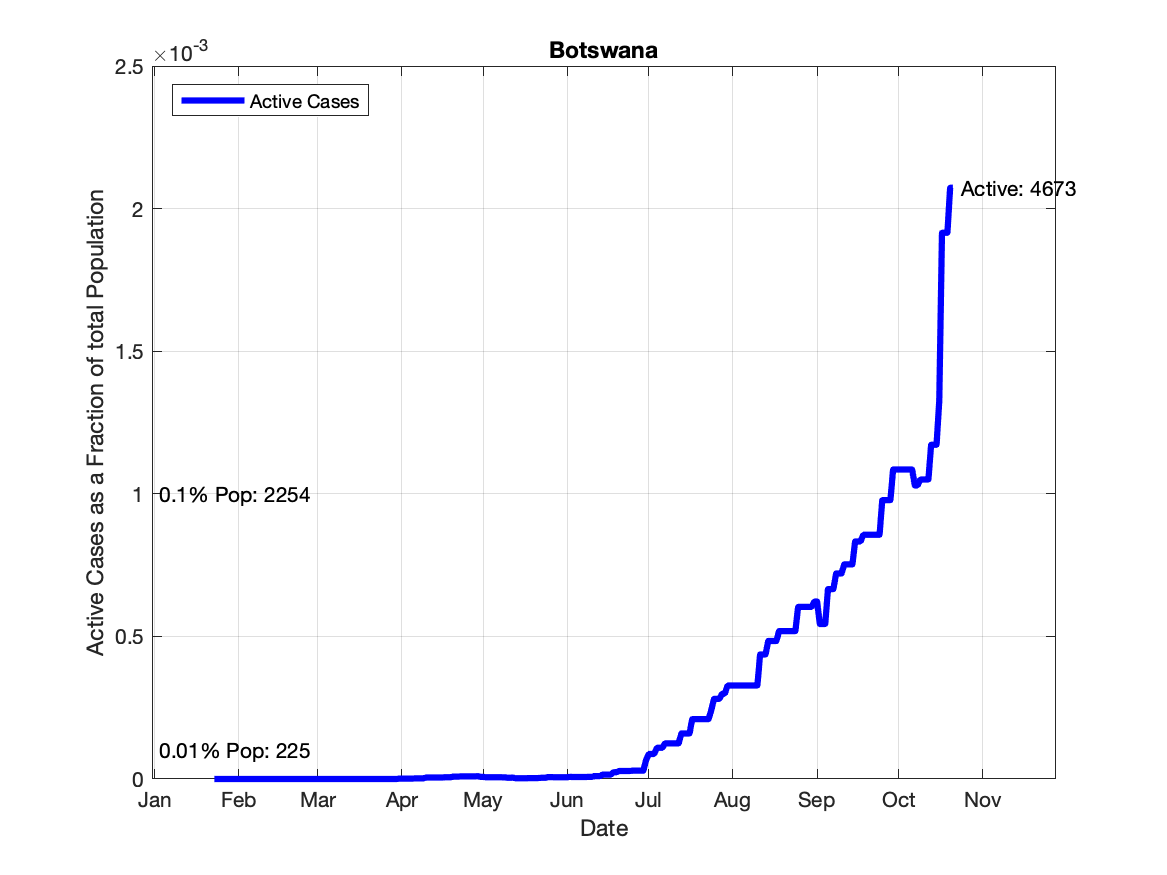 Botswana
×10-3
2.5
Active Cases
2
Active: 4673
1.5
1
0.1% Pop: 2254
0.5
0.01% Pop: 225
0
Jan Feb Mar Apr May Jun Jul Aug Sep Oct Nov
Date
Active Cases as a Fraction of total Population